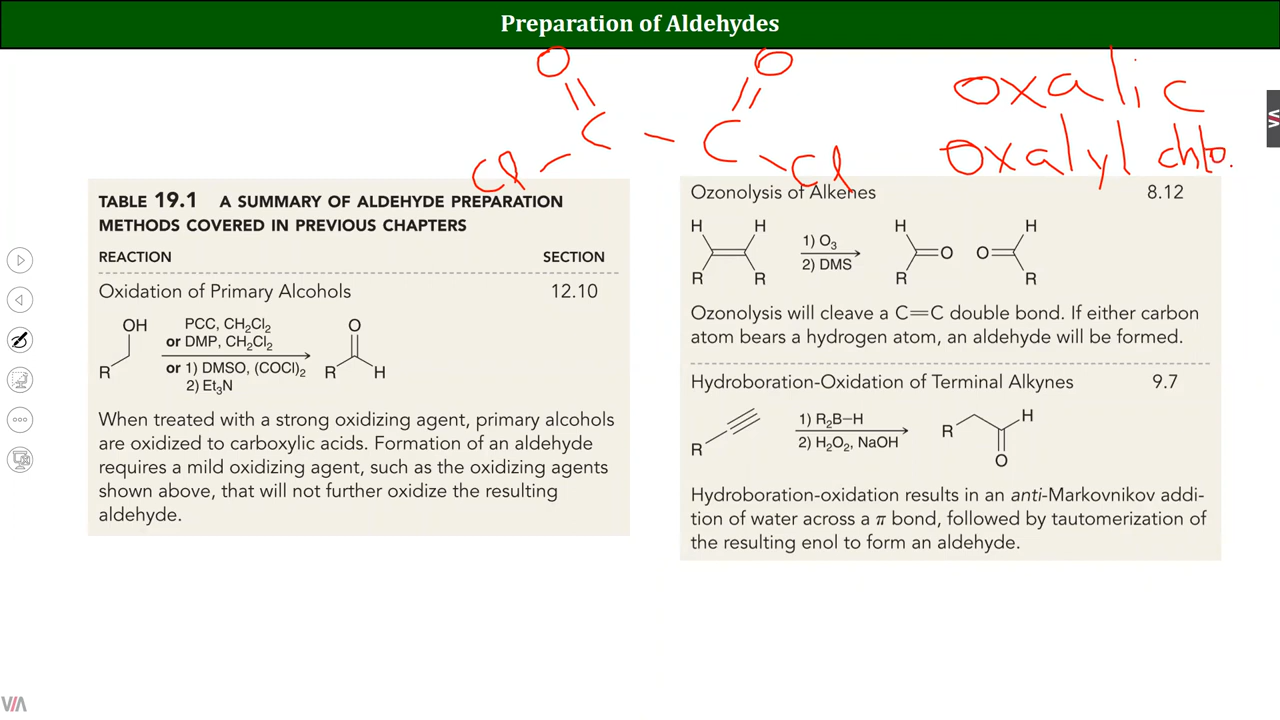 Preparation of Aldehydes
O O
C - C
Cl - - Cl
oxalic
oxalyl chlo.
TABLE 19.1 A SUMMARY OF ALDEHYDE PREPARATION
METHODS COVERED IN PREVIOUS CHAPTERS
REACTION SECTION
Oxidation of Primary Alcohols 12.10
OH PCC, CH₂Cl₂ O
or DMP, CH₂Cl₂
R or 1) DMSO, (COCl)₂ R H
2) Et₃N
When treated with a strong oxidizing agent, primary alcohols
are oxidized to carboxylic acids. Formation of an aldehyde
requires a mild oxidizing agent, such as the oxidizing agents
shown above, that will not further oxidize the resulting
aldehyde.
Ozonolysis of Alkenes 8.12
H H 1) O₃ H H
2) DMS O O
R R R R
Ozonolysis will cleave a C=C double bond. If either carbon
atom bears a hydrogen atom, an aldehyde will be formed.
Hydroboration-Oxidation of Terminal Alkynes 9.7
1) R₂B–H H
R 2) H₂O₂, NaOH R O
Hydroboration-oxidation results in an anti-Markovnikov addi-
tion of water across a π bond, followed by tautomerization of
the resulting enol to form an aldehyde.
VIA